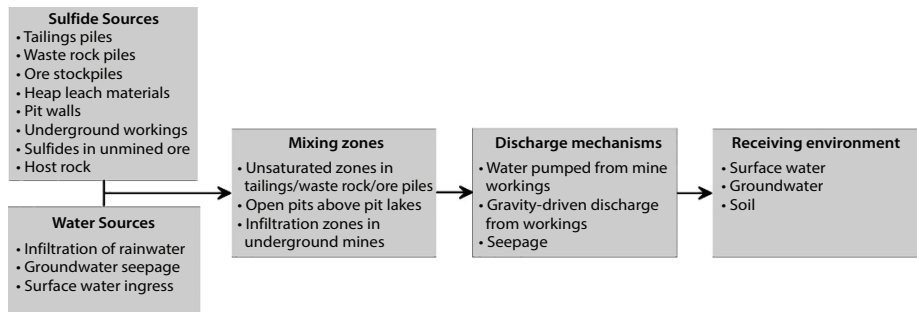 Sulfide Sources
• Tailings piles
• Waste rock piles
• Ore stockpiles
• Heap leach materials
• Pit walls
• Underground workings
• Sulfides in unmined ore
• Host rock
Water Sources
• Infiltration of rainwater
• Groundwater seepage
• Surface water ingress
Mixing zones
• Unsaturated zones in
tailings/waste rock/ore piles
• Open pits above pit lakes
• Infiltration zones in
underground mines
Discharge mechanisms
• Water pumped from mine
workings
• Gravity-driven discharge
from workings
• Seepage
Receiving environment
• Surface water
• Groundwater
• Soil